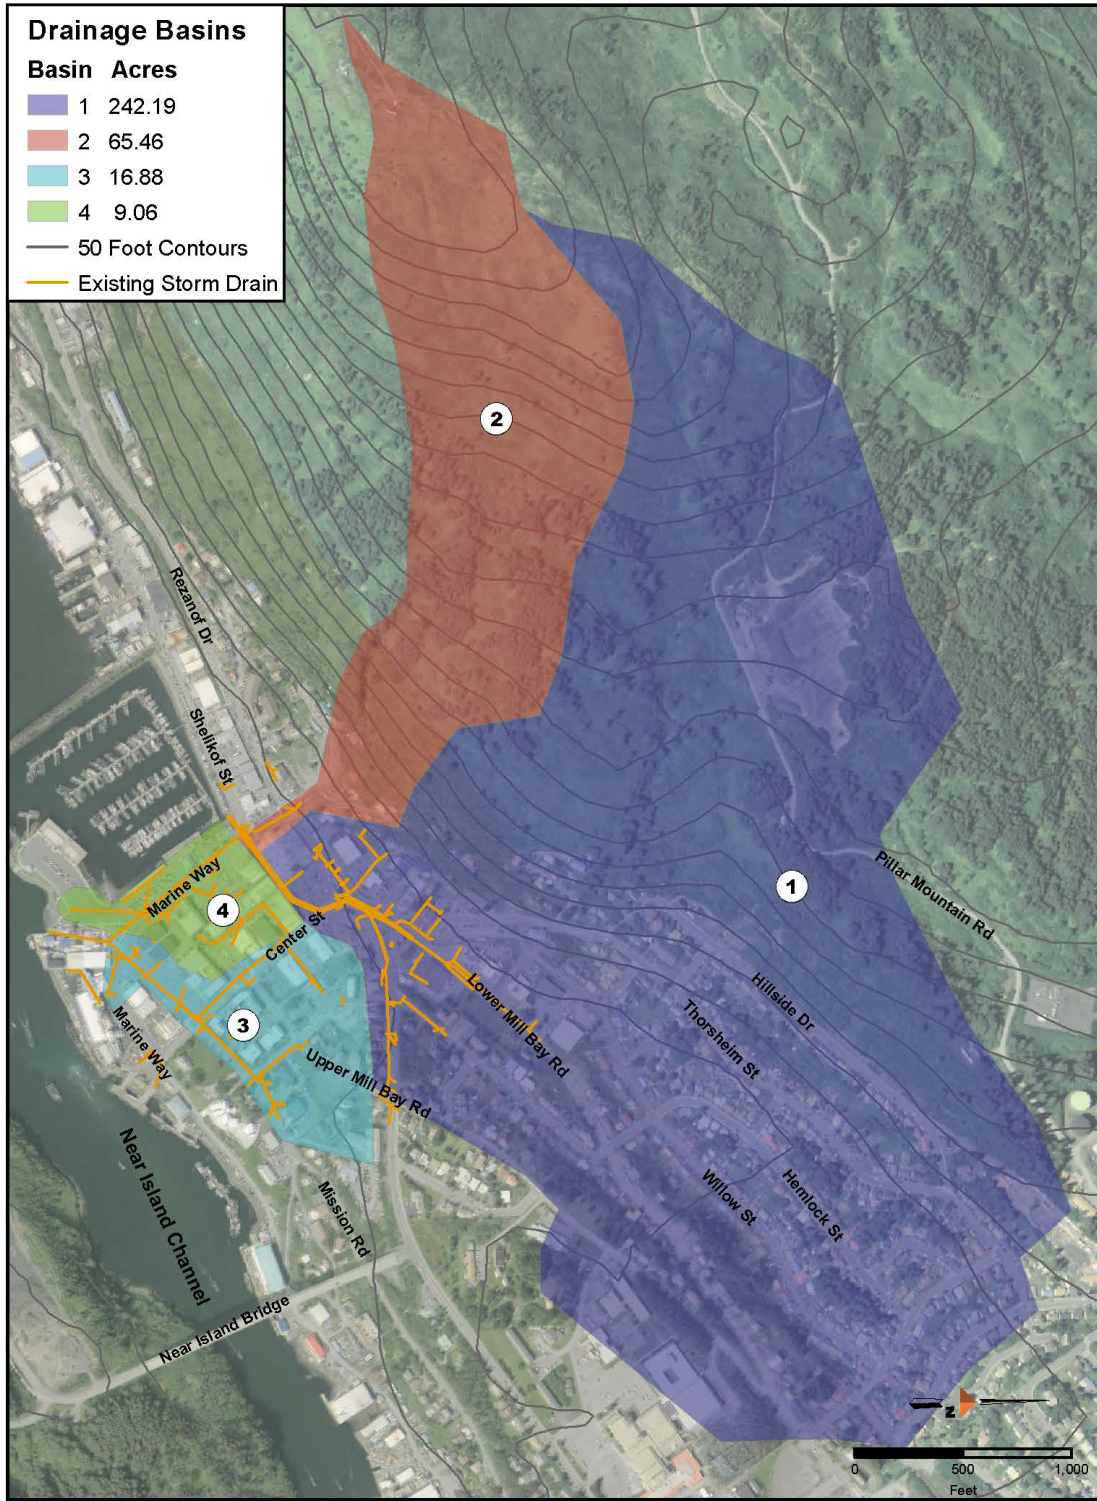 Drainage Basins
Basin Acres
1 242.19
2 65.46
3 16.88
4 9.06
50 Foot Contours
Existing Storm Drain
2
Rezanof Dr
Shelikof St
1
Pillar Mountain Rd
Marine Way
4
Center St
Lower Mill Bay Rd
Hillside Dr
Thorsheim St
3
Marine Way
Upper Mill Bay Rd
Near Island Channel
Mission Rd
Willow St
Hemlock St
Near Island Bridge
N
0 500 1,000
Feet